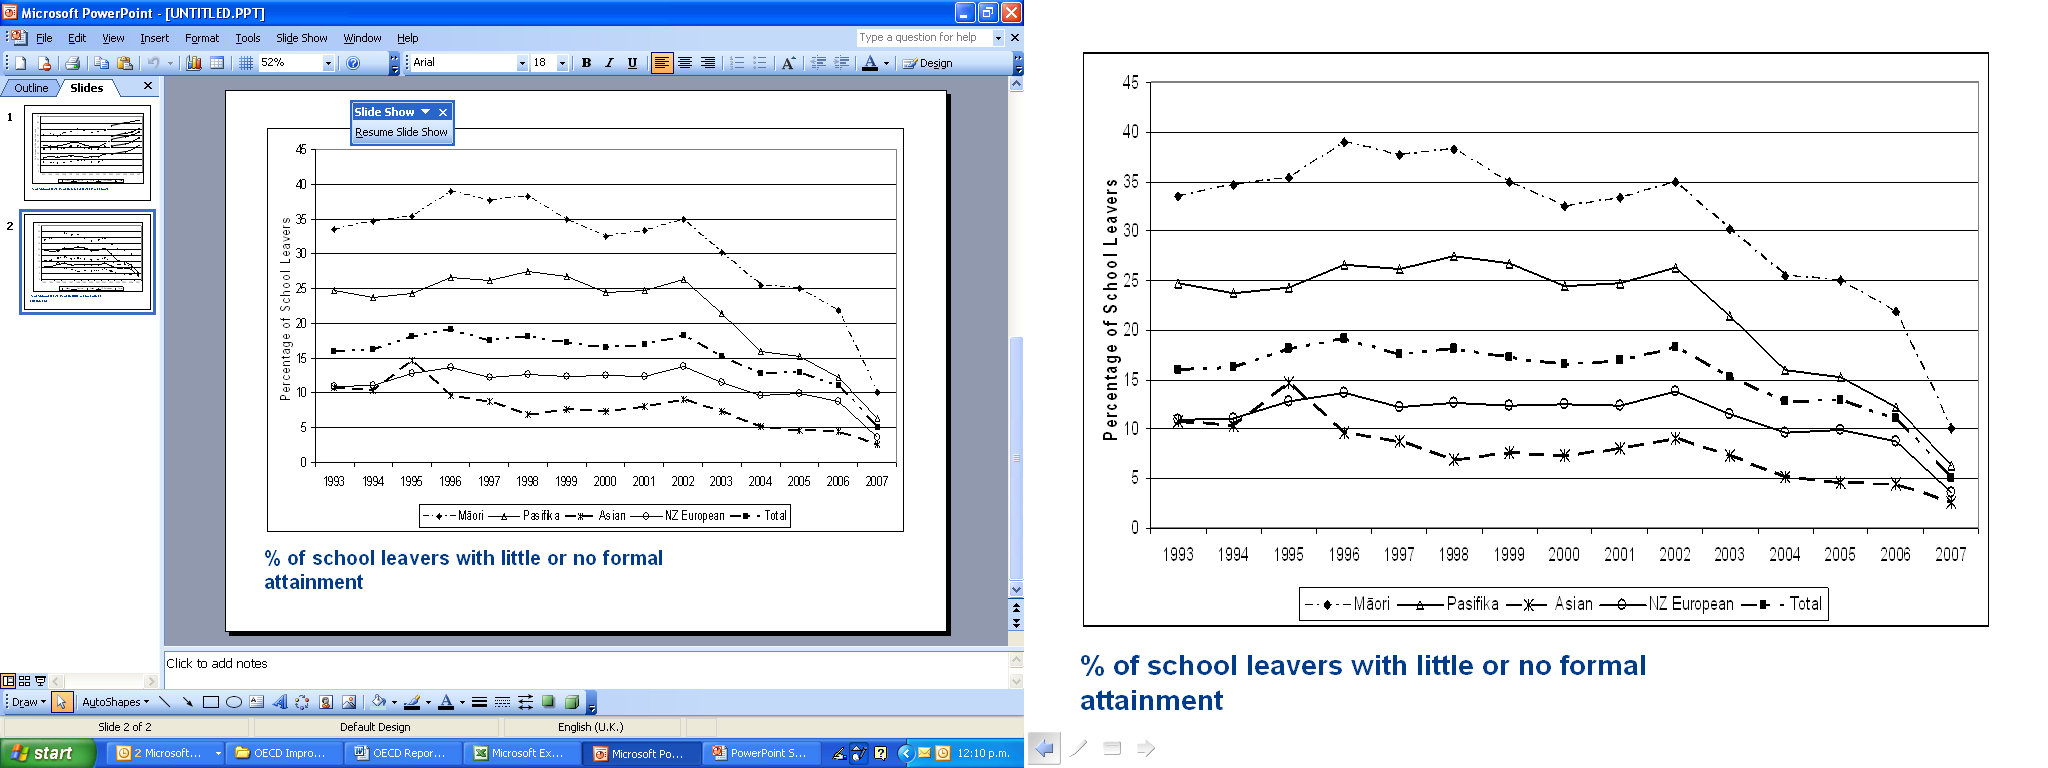 Microsoft PowerPoint - [UNTITLED.PPT]
File Edit View Insert Format Tools Slide Show Window Help
Type a question for help
52%
Arial
18
B I U
A
A
Design
Outline
Slides
1
2
Slide Show
Resume Slide Show
45
40
35
30
25
20
15
10
5
0
Percentage of School Leavers
1993 1994 1995 1996 1997 1998 1999 2000 2001 2002 2003 2004 2005 2006 2007
Māori Pasifika Asian NZ European Total
% of school leavers with little or no formal
attainment
Click to add notes
Draw
AutoShapes
A
A
Slide 2 of 2
Default Design
English (U.K.)
start
2 Microsoft...
OECD Impro...
OECD Repor...
Microsoft Ex...
Microsoft Po...
PowerPoint S...
12:10 p.m.
45
40
35
30
25
20
15
10
5
0
Percentage of School Leavers
1993 1994 1995 1996 1997 1998 1999 2000 2001 2002 2003 2004 2005 2006 2007
Māori Pasifika Asian NZ European Total
% of school leavers with little or no formal
attainment